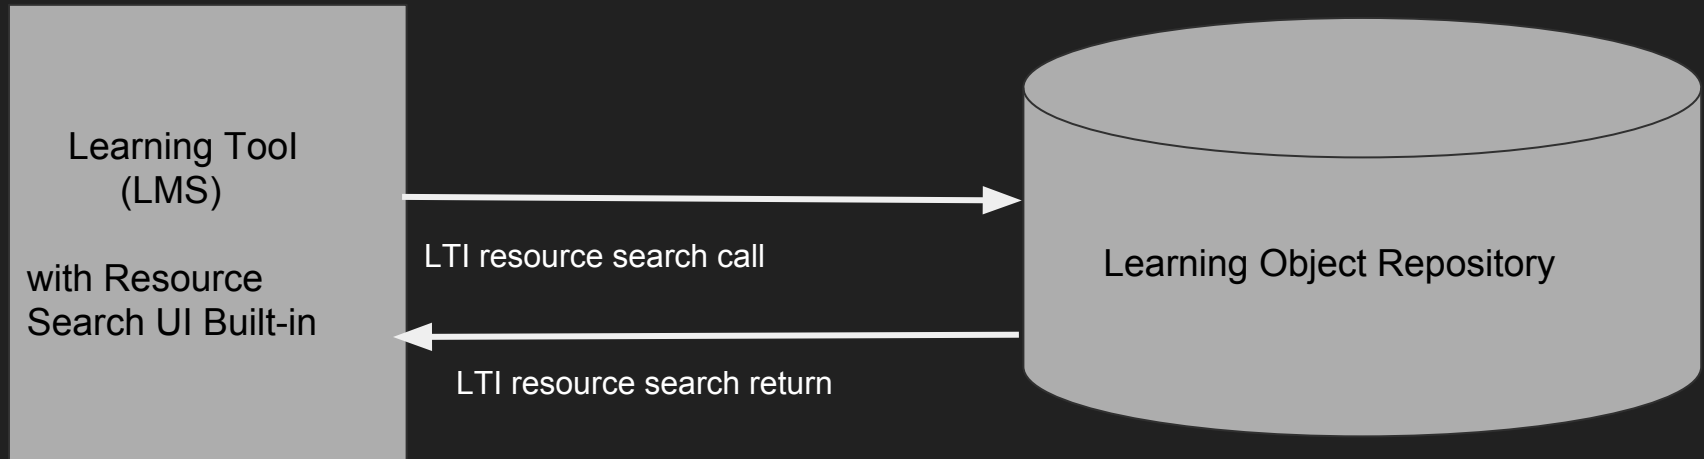 Learning Tool
(LMS)
with Resource
Search UI Built-in
LTI resource search call
LTI resource search return
Learning Object Repository